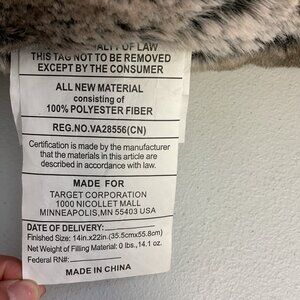 ALTY OF LAW
THIS TAG NOT TO BE REMOVED
EXCEPT BY THE CONSUMER
ALL NEW MATERIAL
consisting of
100% POLYESTER FIBER
REG.NO.VA28556(CN)
Certification is made by the manufacturer
that the materials in this article are
described in accordance with law.
MADE FOR
TARGET CORPORATION
1000 NICOLLET MALL
MINNEAPOLIS,MN 55403 USA
DATE OF DELIVERY:
Finished Size: 14in.x22in.(35.5cmx55.8cm)
Net Weight of Filling Material: 0 lbs.,14.1 oz.
Federal RN#:
MADE IN CHINA